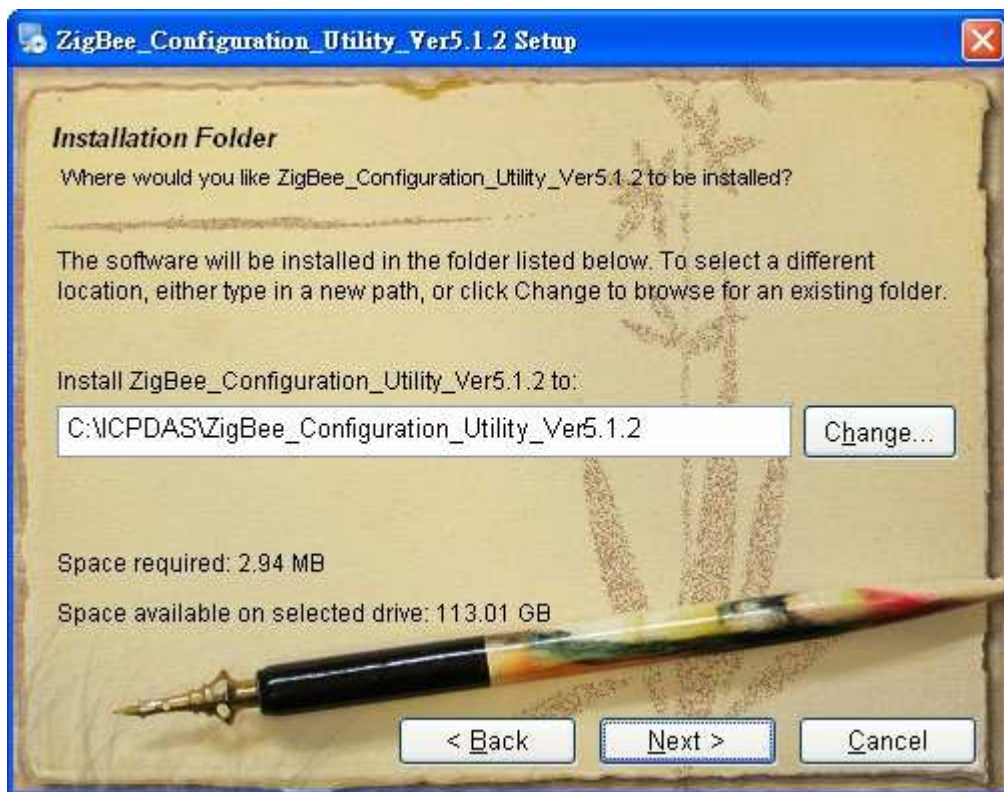 ZigBee_Configuration_Utility_Ver5.1.2 Setup
Installation Folder
Where would you like ZigBee_Configuration_Utility_Ver5.1.2 to be installed?
The software will be installed in the folder listed below. To select a different
location, either type in a new path, or click Change to browse for an existing folder.
Install ZigBee_Configuration_Utility_Ver5.1.2 to:
C:\ICPDAS\ZigBee_Configuration_Utility_Ver5.1.2
Change...
Space required: 2.94 MB
Space available on selected drive: 113.01 GB
< Back
Next >
Cancel